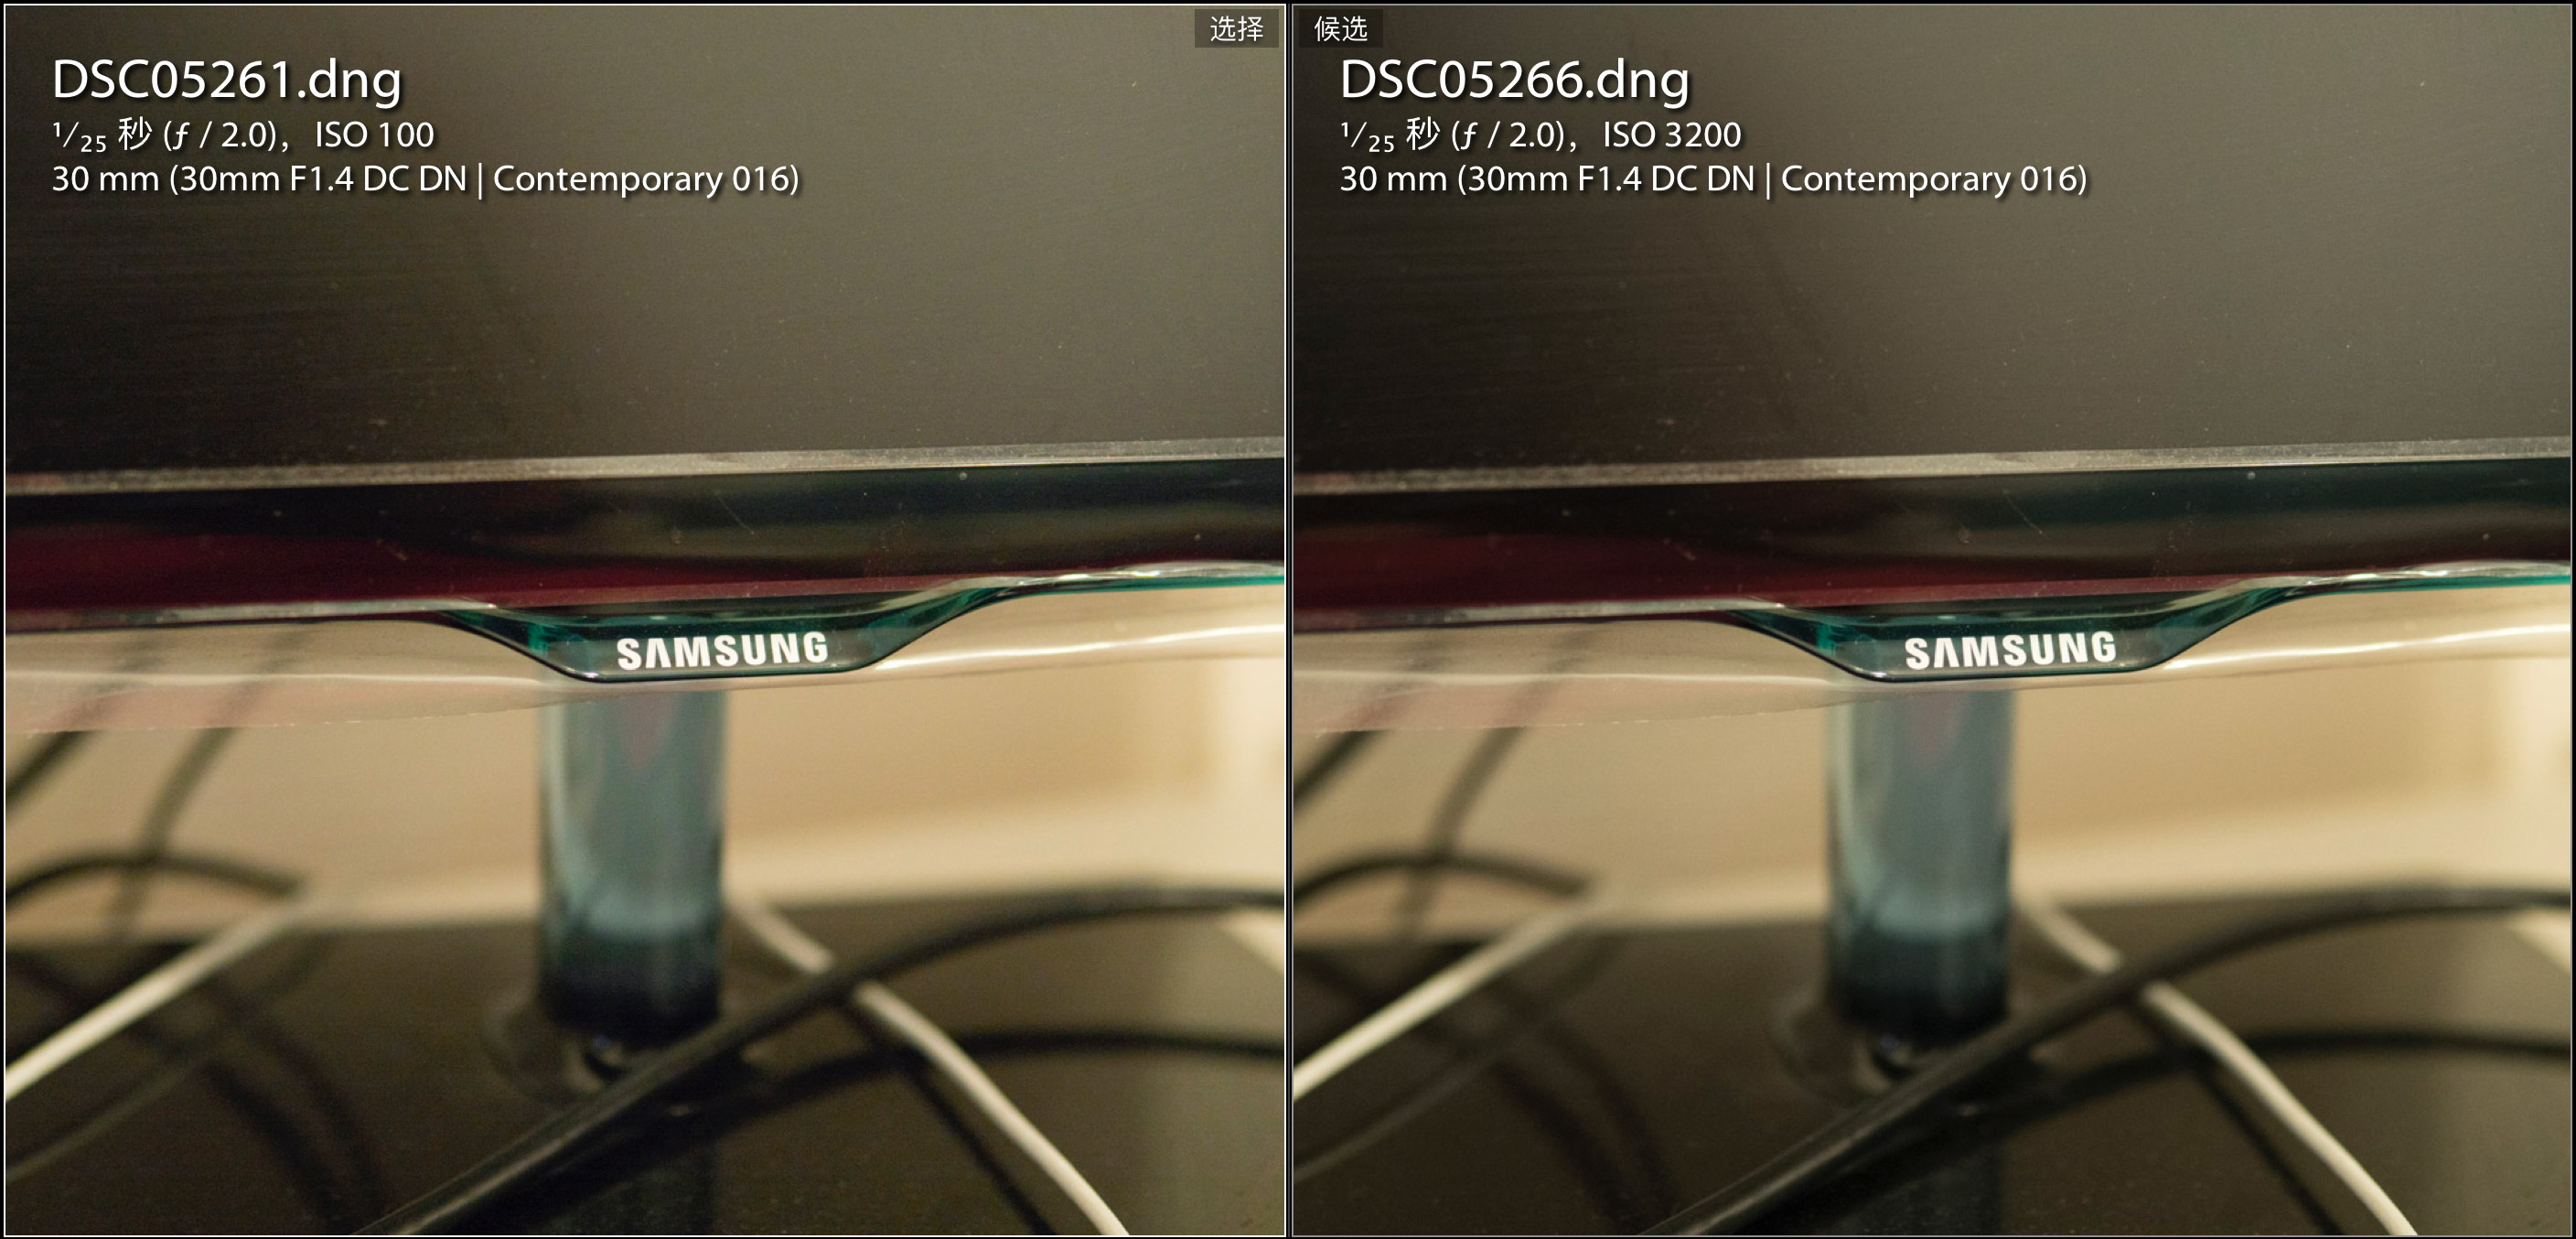 选择
DSC05261.dng
¹⁄₂₅ 秒 (ƒ / 2.0)， ISO 100
30 mm (30mm F1.4 DC DN | Contemporary 016)
SAMSUNG
候选
DSC05266.dng
¹⁄₂₅ 秒 (ƒ / 2.0)， ISO 3200
30 mm (30mm F1.4 DC DN | Contemporary 016)
SAMSUNG